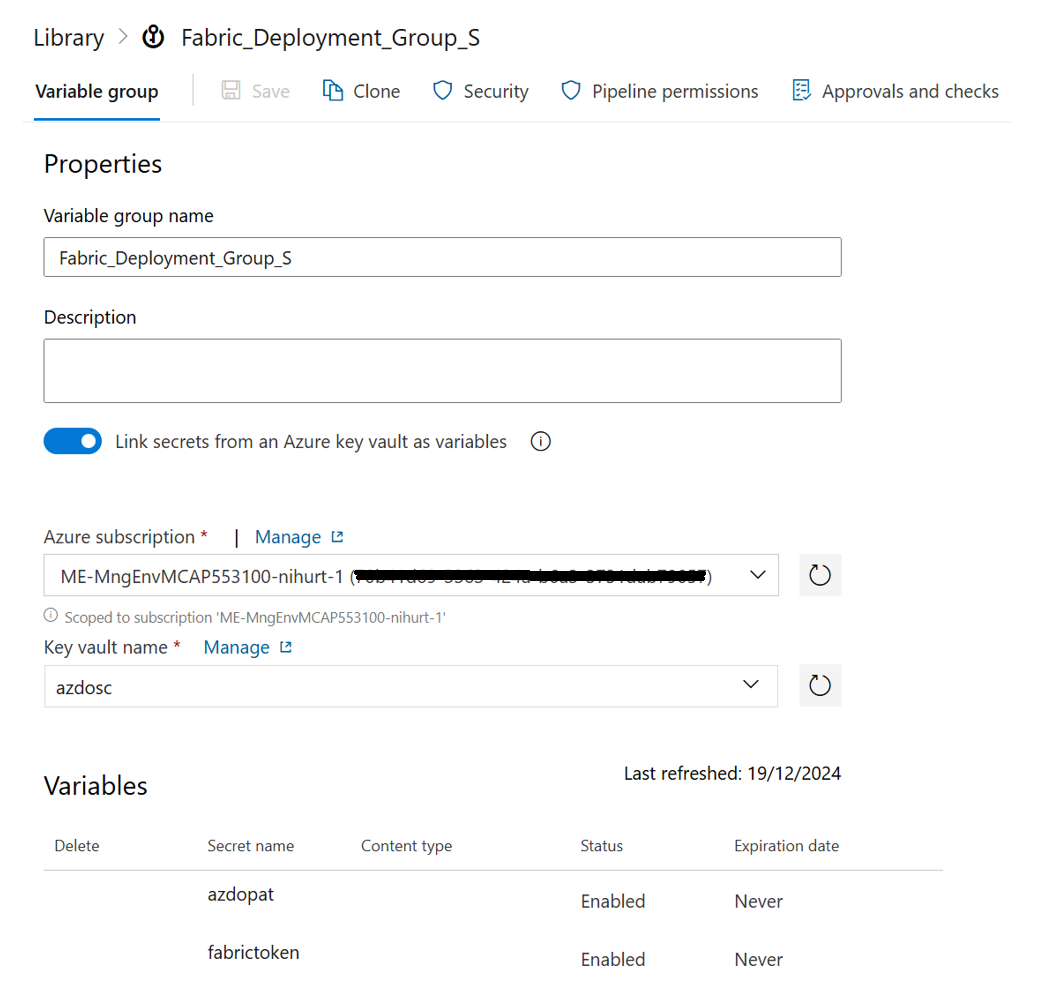 Library > Fabric_Deployment_Group_S
Variable group Save Clone Security Pipeline permissions Approvals and checks
Properties
Variable group name
Fabric_Deployment_Group_S
Description
Link secrets from an Azure key vault as variables
Azure subscription * | Manage
ME-MngEnvMCAP553100-nihurt-1 ( )
Scoped to subscription 'ME-MngEnvMCAP553100-nihurt-1'
Key vault name * Manage
azdosc
Last refreshed: 19/12/2024
Variables
Delete Secret name Content type Status Expiration date
azdopat Enabled Never
fabrictoken Enabled Never